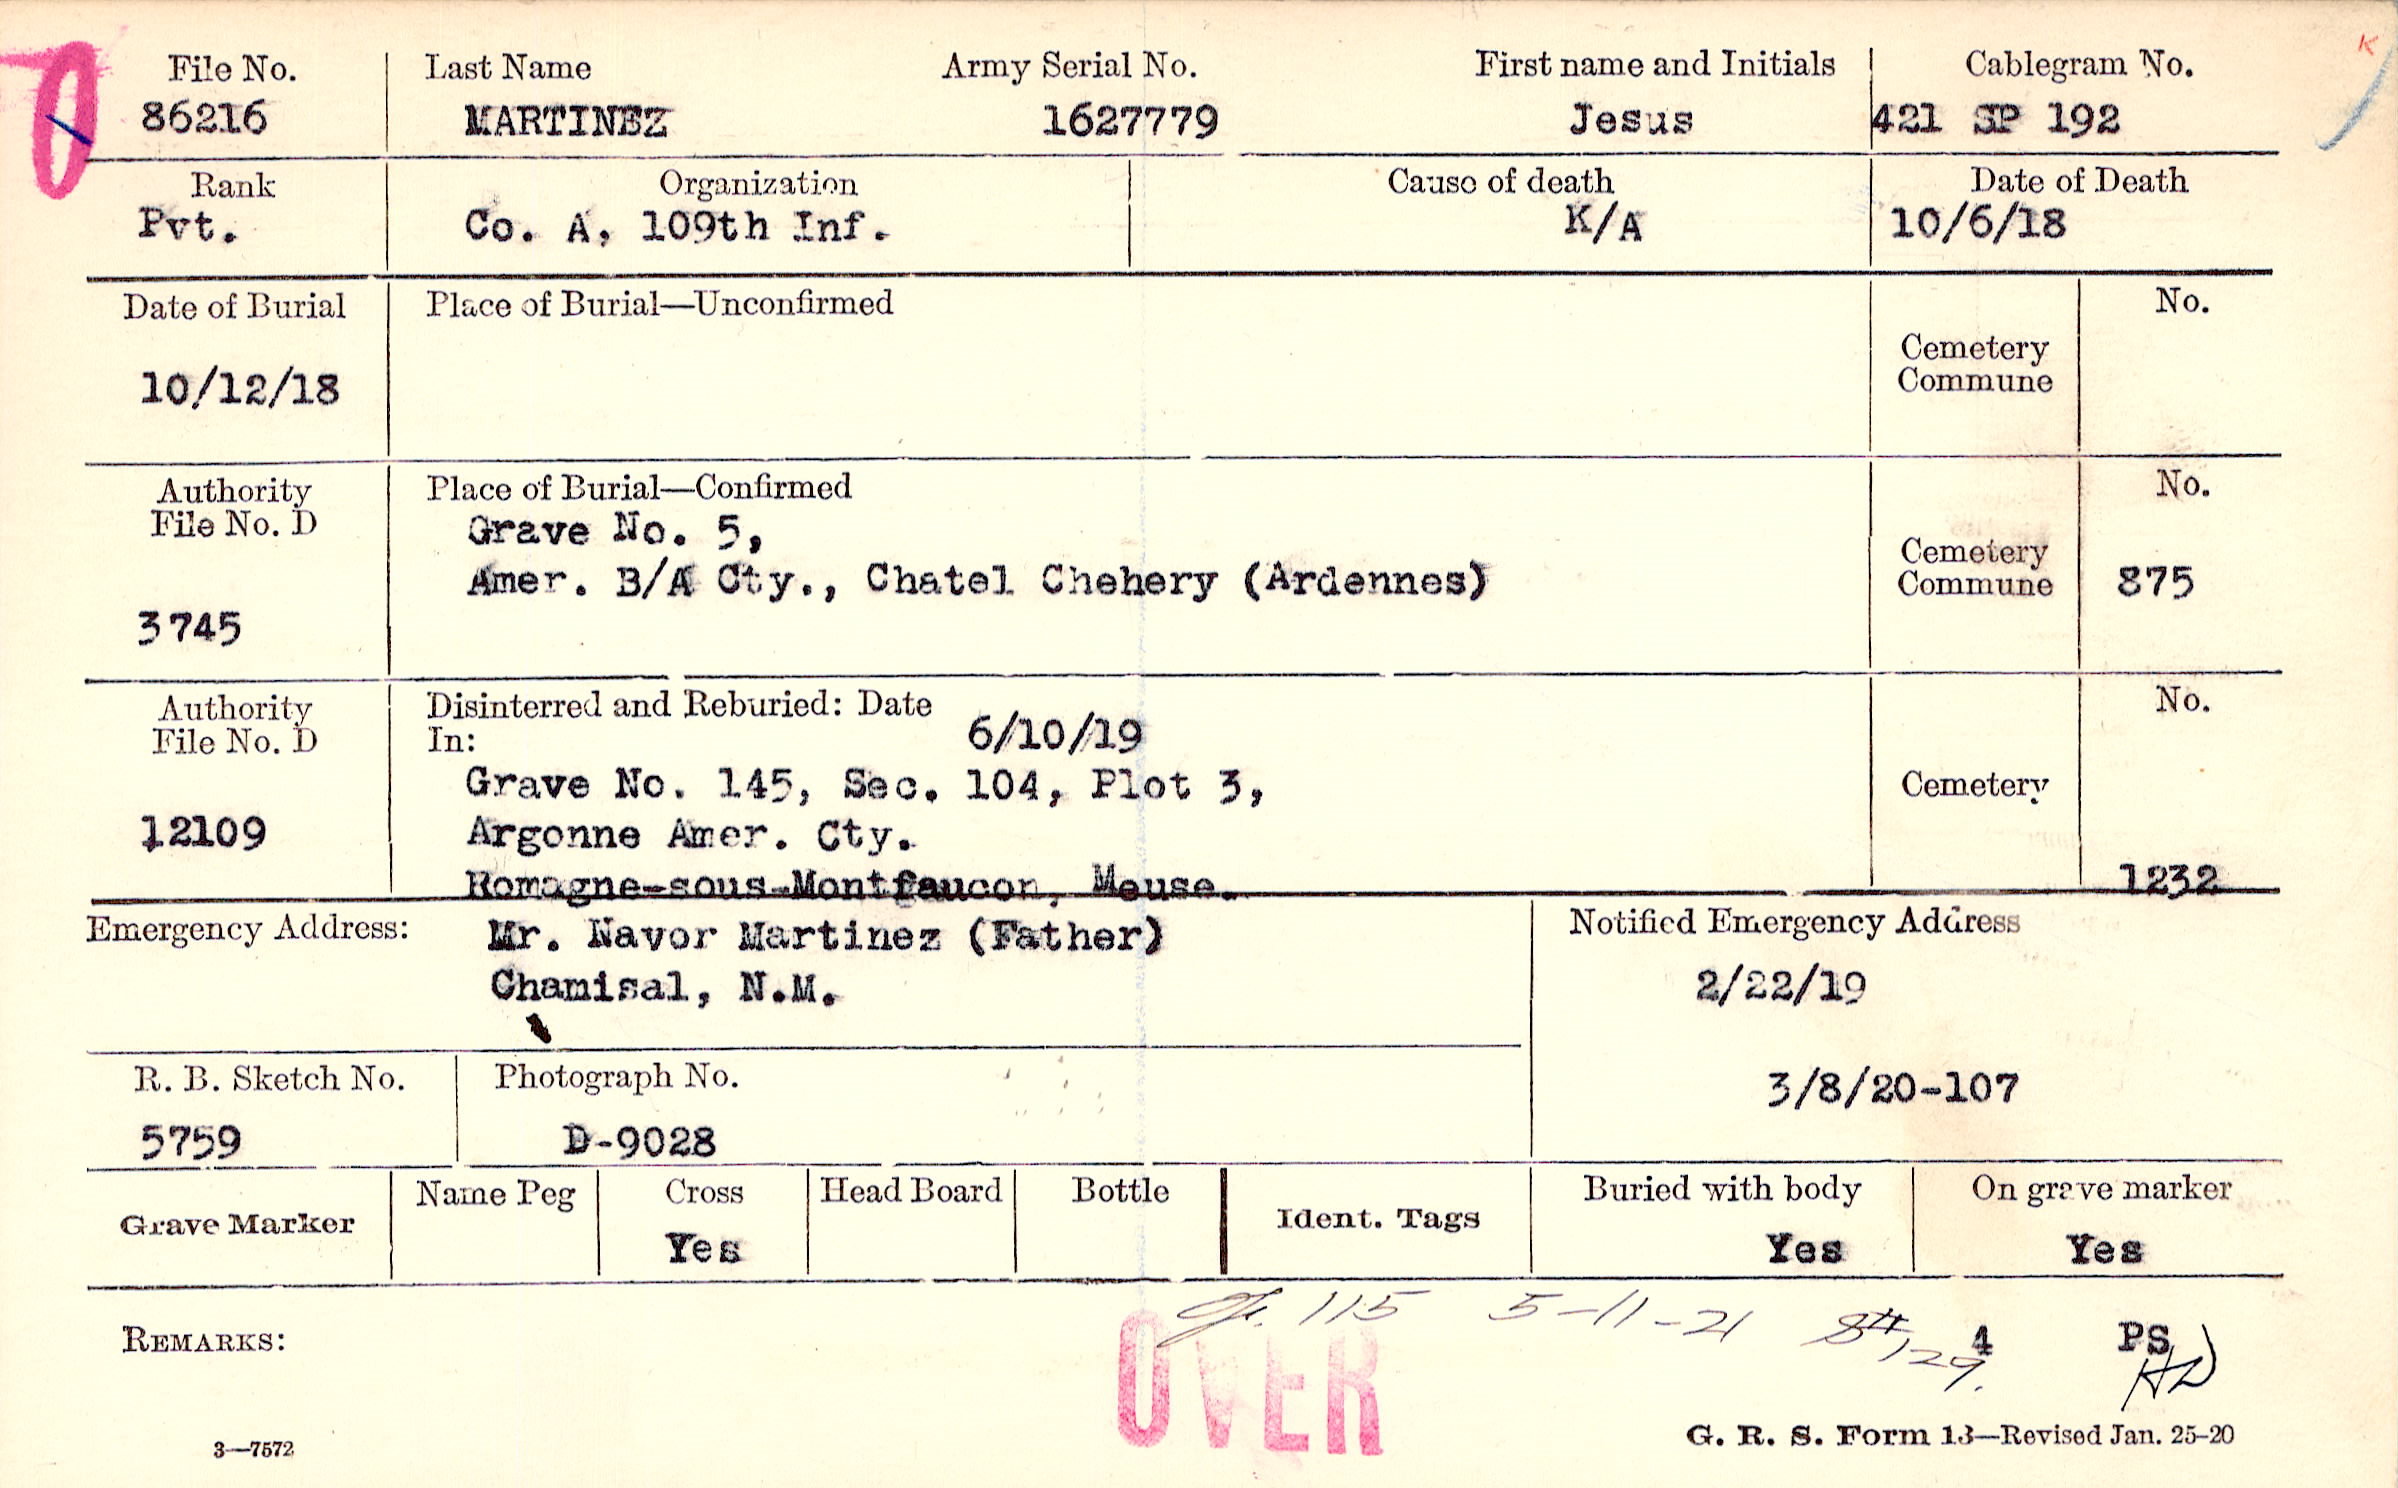 K
File No. Last Name Army Serial No. First name and Initials Cablegram No.
86216 MARTINEZ 1627779 Jesus 421 SP 192
Rank Organization Cause of death Date of Death
Pvt. Co. A, 109th Inf. K/A 10/6/18
Date of Burial Place of Burial—Unconfirmed No.
Cemetery
Commune
10/12/18
Authority Place of Burial—Confirmed No.
File No. D Grave No. 5,
Cemetery
Amer. B/A Cty., Chatel Chehery (Ardennes) Commune 875
3745
Authority Disinterred and Reburied: Date No.
File No. D In: 6/10/19
Grave No. 145, Sec. 104, Plot 3, Cemetery
12109 Argonne Amer. Cty.
Romagne-sous-Montfaucon, Meuse. 1232
Emergency Address: Mr. Navor Martinez (Father) Notified Emergency Address
Chamisal, N.M. 2/22/19
R. B. Sketch No. Photograph No. 3/8/20-107
5759 D-9028
Grave Marker Name Peg Cross Head Board Bottle Ident. Tags Buried with body On grave marker
Yes Yes Yes
115 5-11-21
REMARKS: 129. 4 PS
OVER
3—7572 G. R. S. Form 13—Revised Jan. 25-20